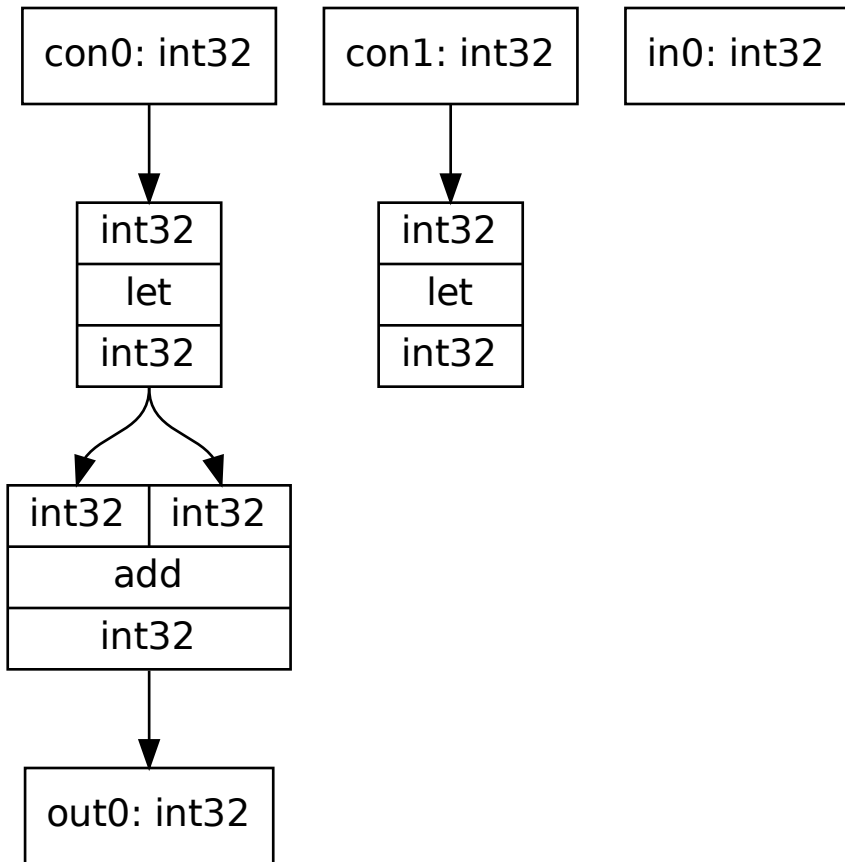 con0: int32
con1: int32
in0: int32
int32
let
int32
int32
let
int32
int32 int32
add
int32
out0: int32